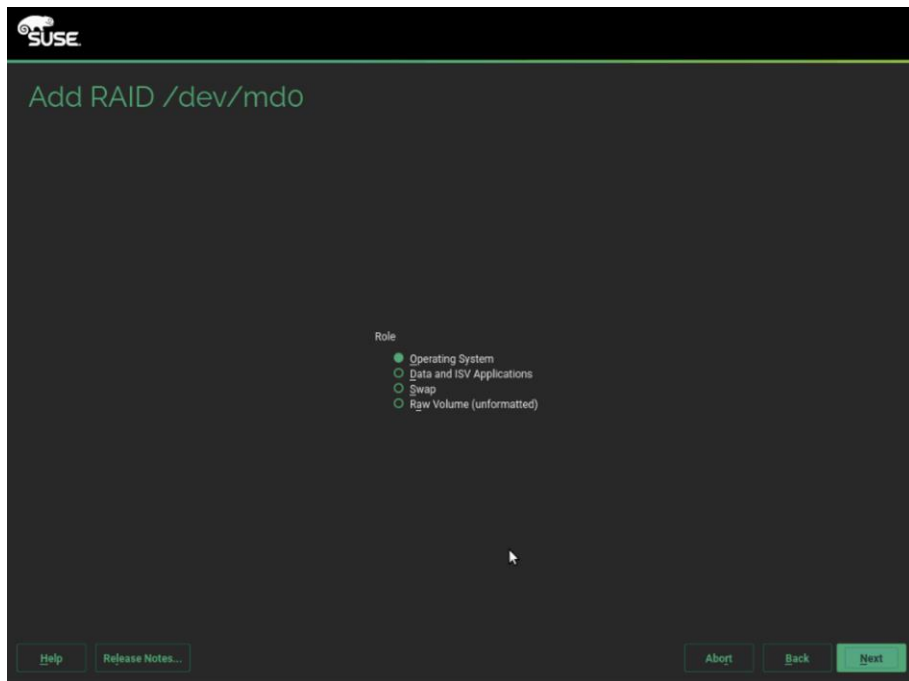 SUSE.
Add RAID /dev/md0
Role
Operating System
Data and ISV Applications
Swap
Raw Volume (unformatted)
Help Release Notes... Abort Back Next